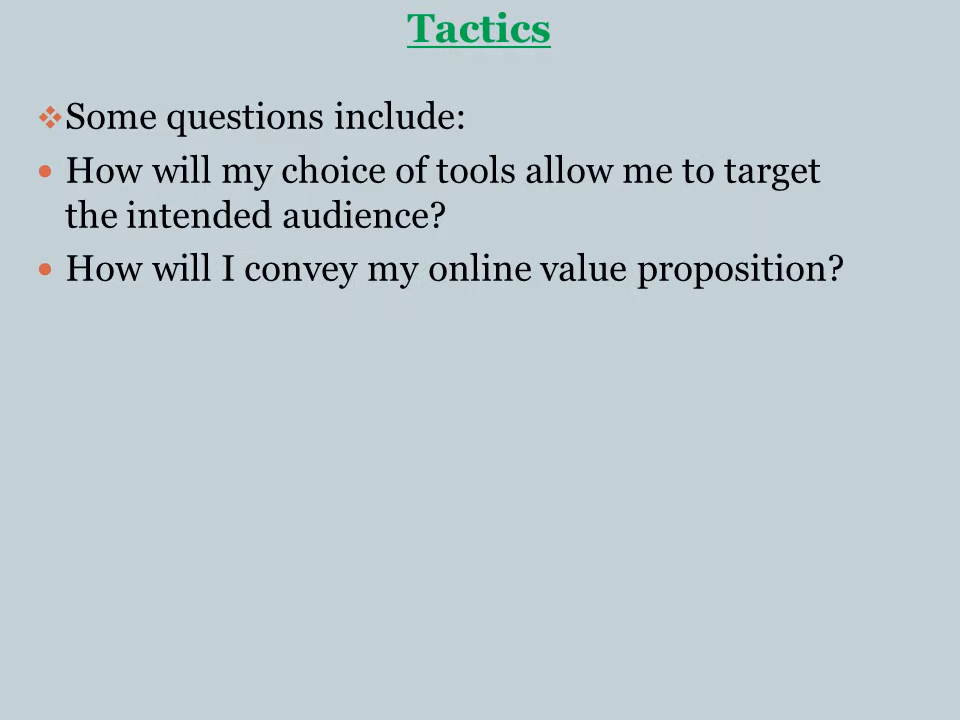 Tactics
Some questions include:
How will my choice of tools allow me to target
the intended audience?
How will I convey my online value proposition?